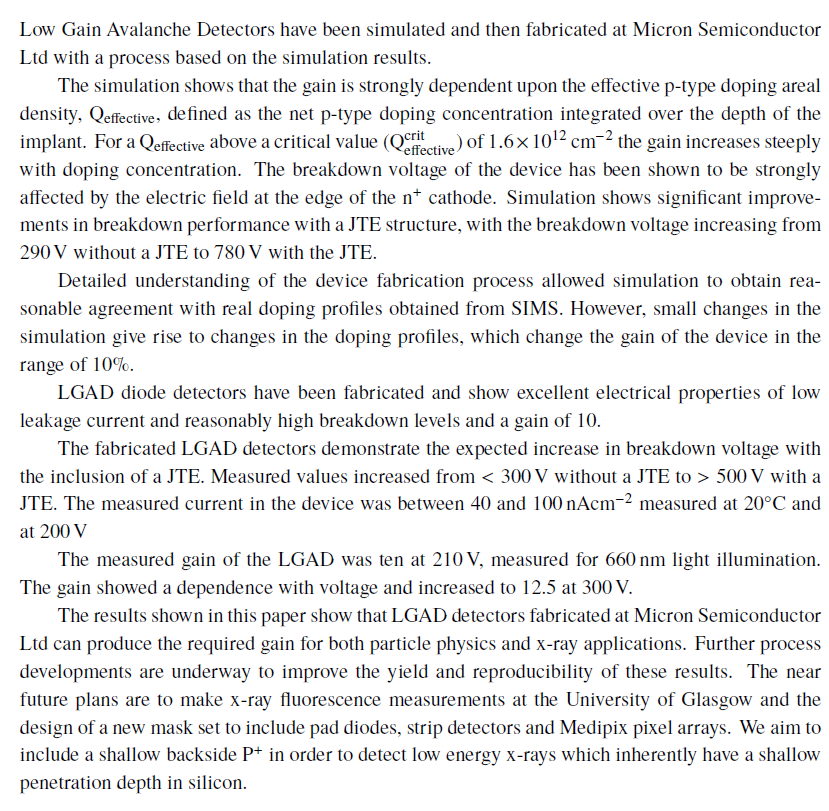 Low Gain Avalanche Detectors have been simulated and then fabricated at Micron Semiconductor
Ltd with a process based on the simulation results.
The simulation shows that the gain is strongly dependent upon the effective p-type doping areal
density, Q_effective, defined as the net p-type doping concentration integrated over the depth of the
implant. For a Q_effective above a critical value (Q^crit_effective) of 1.6×10¹² cm⁻² the gain increases steeply
with doping concentration. The breakdown voltage of the device has been shown to be strongly
affected by the electric field at the edge of the n⁺ cathode. Simulation shows significant improve-
ments in breakdown performance with a JTE structure, with the breakdown voltage increasing from
290 V without a JTE to 780 V with the JTE.
Detailed understanding of the device fabrication process allowed simulation to obtain rea-
sonable agreement with real doping profiles obtained from SIMS. However, small changes in the
simulation give rise to changes in the doping profiles, which change the gain of the device in the
range of 10%.
LGAD diode detectors have been fabricated and show excellent electrical properties of low
leakage current and reasonably high breakdown levels and a gain of 10.
The fabricated LGAD detectors demonstrate the expected increase in breakdown voltage with
the inclusion of a JTE. Measured values increased from < 300 V without a JTE to > 500 V with a
JTE. The measured current in the device was between 40 and 100 nAcm⁻² measured at 20°C and
at 200 V
The measured gain of the LGAD was ten at 210 V, measured for 660 nm light illumination.
The gain showed a dependence with voltage and increased to 12.5 at 300 V.
The results shown in this paper show that LGAD detectors fabricated at Micron Semiconductor
Ltd can produce the required gain for both particle physics and x-ray applications. Further process
developments are underway to improve the yield and reproducibility of these results. The near
future plans are to make x-ray fluorescence measurements at the University of Glasgow and the
design of a new mask set to include pad diodes, strip detectors and Medipix pixel arrays. We aim to
include a shallow backside P⁺ in order to detect low energy x-rays which inherently have a shallow
penetration depth in silicon.